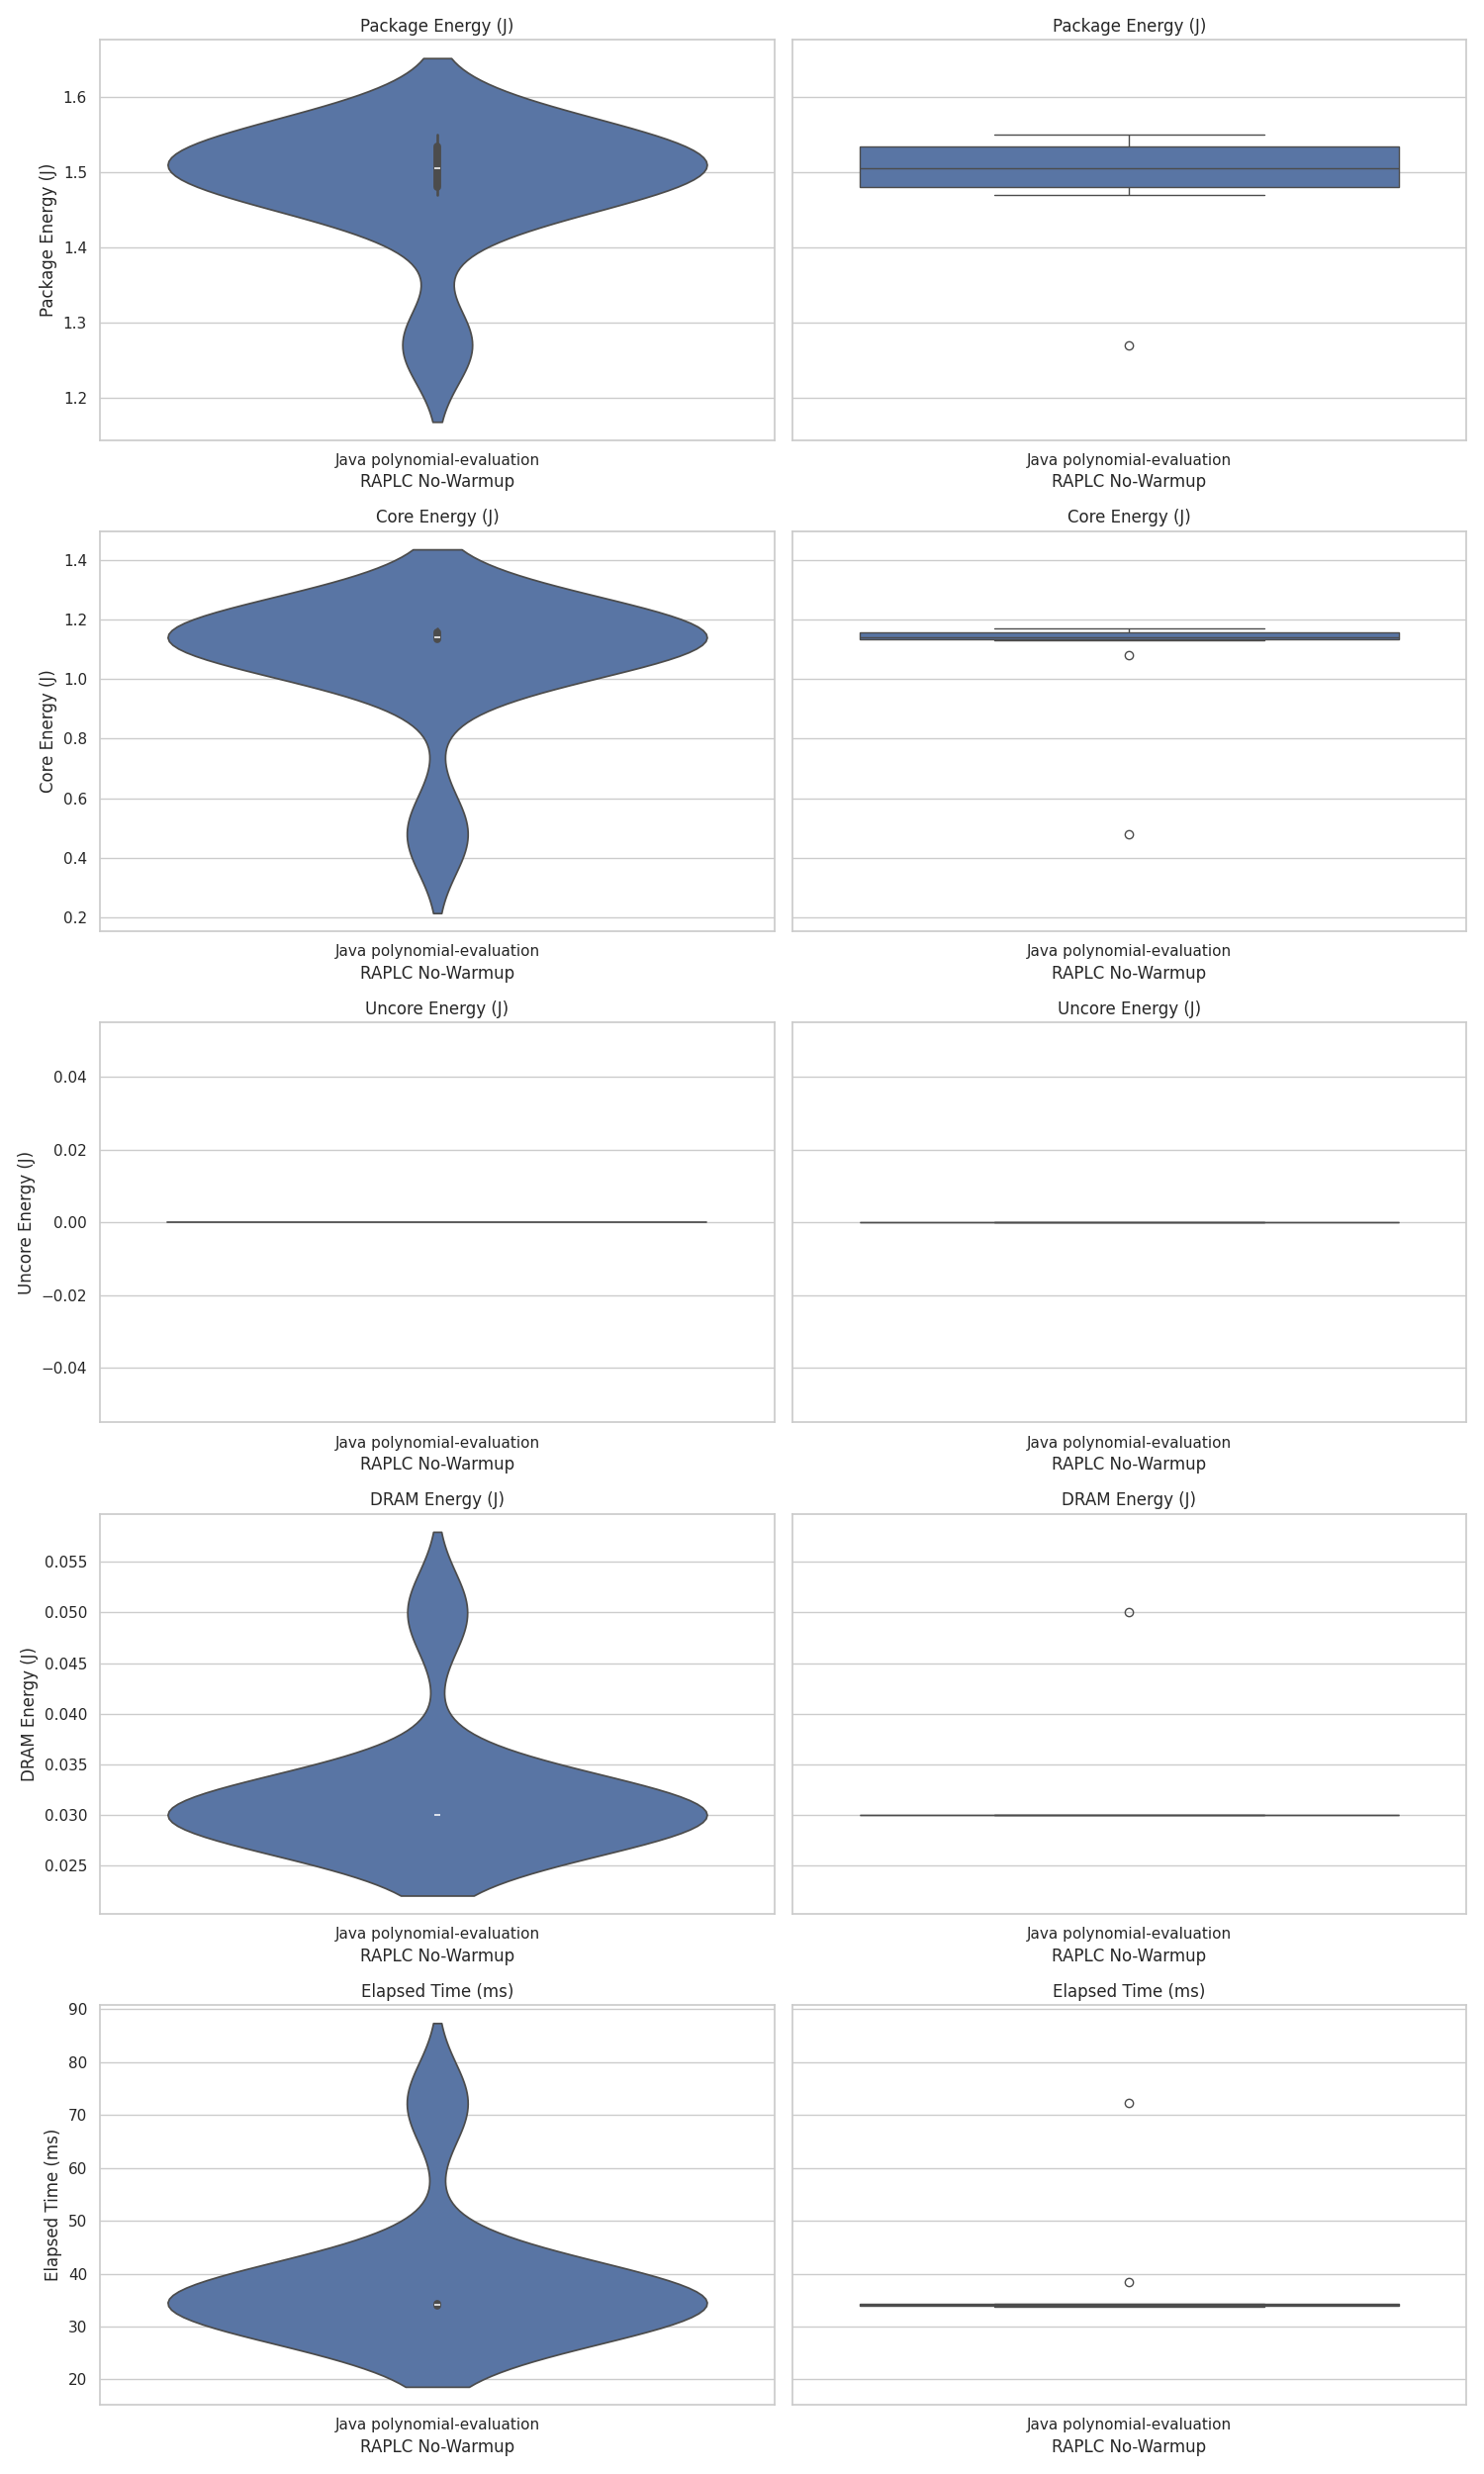 Package Energy (J)
Package Energy (J)
Package Energy (J)
1.6
1.5
1.4
1.3
1.2
Java polynomial-evaluation
RAPLC No-Warmup
Java polynomial-evaluation
RAPLC No-Warmup
Core Energy (J)
Core Energy (J)
Core Energy (J)
1.4
1.2
1.0
0.8
0.6
0.4
0.2
Java polynomial-evaluation
RAPLC No-Warmup
Java polynomial-evaluation
RAPLC No-Warmup
Uncore Energy (J)
Uncore Energy (J)
Uncore Energy (J)
0.04
0.02
0.00
−0.02
−0.04
Java polynomial-evaluation
RAPLC No-Warmup
Java polynomial-evaluation
RAPLC No-Warmup
DRAM Energy (J)
DRAM Energy (J)
DRAM Energy (J)
0.055
0.050
0.045
0.040
0.035
0.030
0.025
Java polynomial-evaluation
RAPLC No-Warmup
Java polynomial-evaluation
RAPLC No-Warmup
Elapsed Time (ms)
Elapsed Time (ms)
Elapsed Time (ms)
90
80
70
60
50
40
30
20
Java polynomial-evaluation
RAPLC No-Warmup
Java polynomial-evaluation
RAPLC No-Warmup